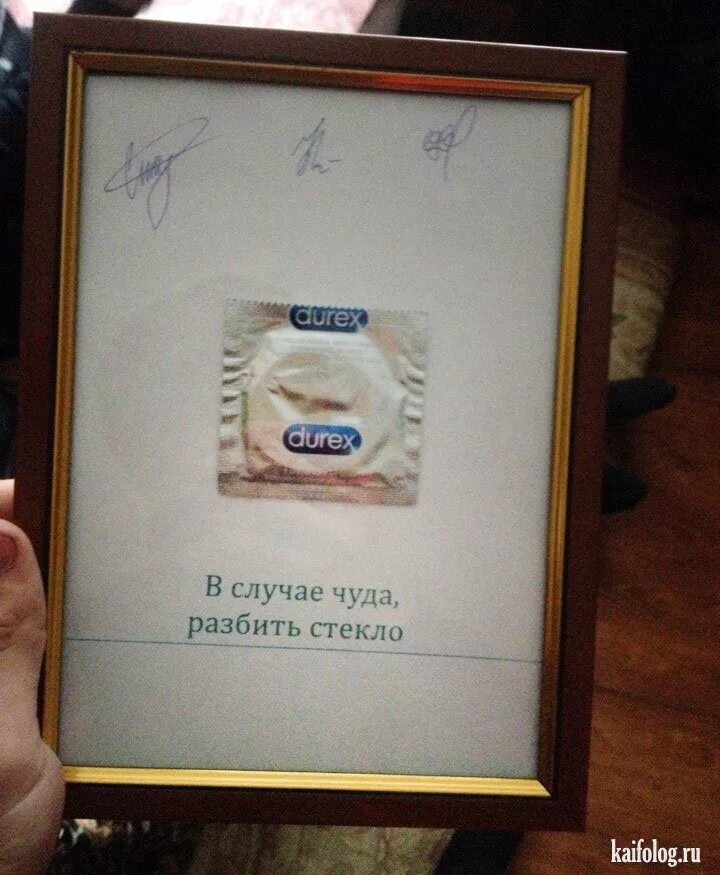 durex
durex
В случае чуда,
разбить стекло
kaifolog.ru